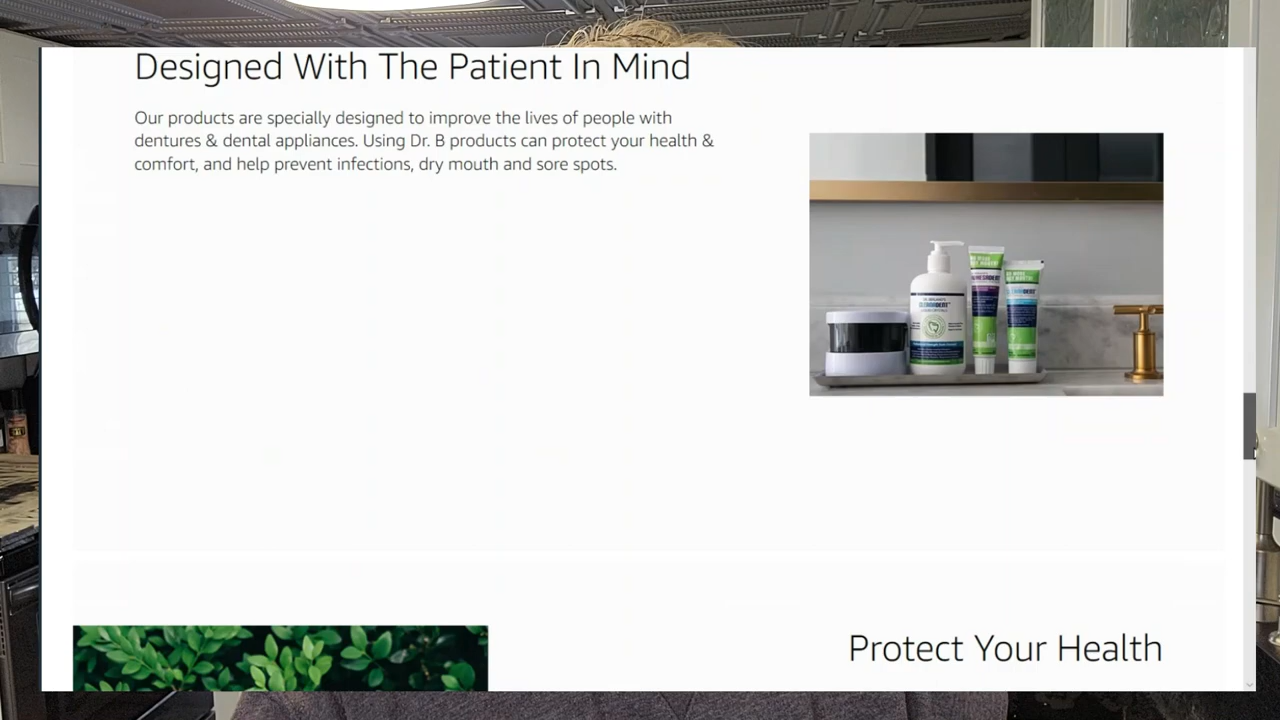 Designed With The Patient In Mind
Our products are specially designed to improve the lives of people with
dentures & dental appliances. Using Dr. B products can protect your health &
comfort, and help prevent infections, dry mouth and sore spots.
Protect Your Health